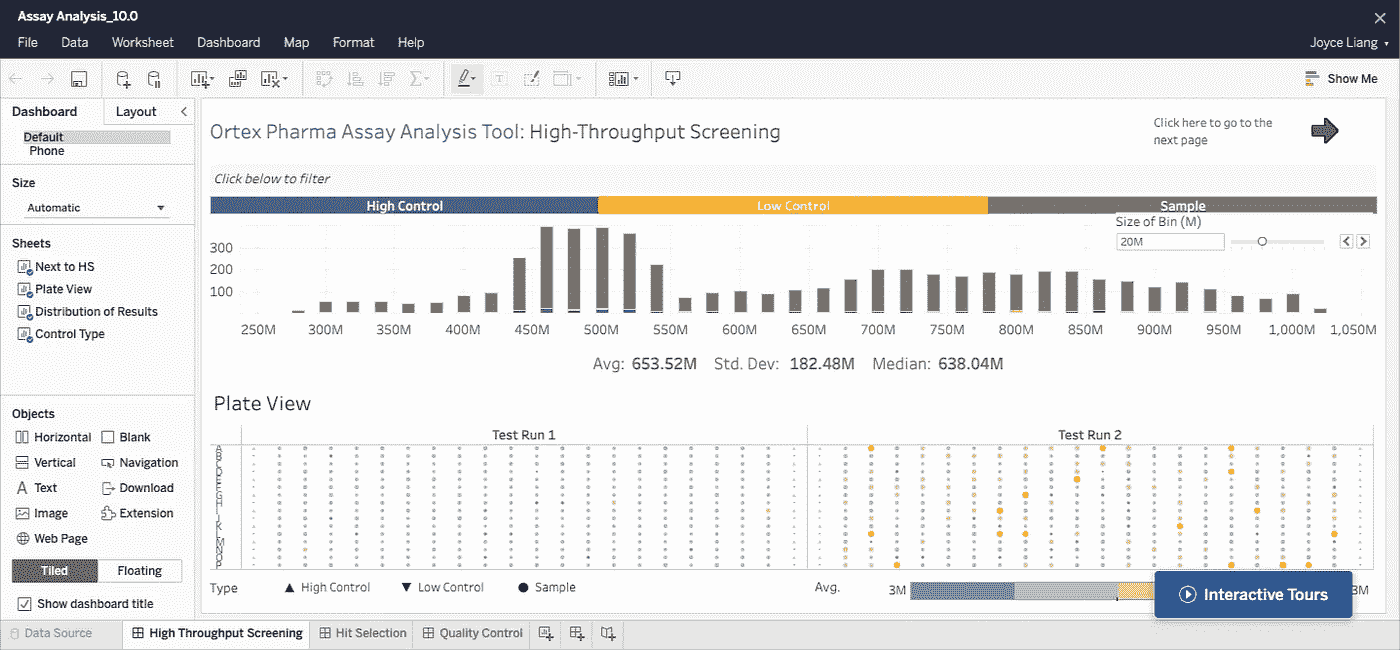 Assay Analysis_10.0
File Data Worksheet Dashboard Map Format Help
Joyce Liang
Show Me
Dashboard Layout
Default
Phone
Size
Automatic
Sheets
Next to HS
Plate View
Distribution of Results
Control Type
Objects
Horizontal Blank
Vertical Navigation
Text Download
Image Extension
Web Page
Tiled Floating
Show dashboard title
Ortex Pharma Assay Analysis Tool: High-Throughput Screening
Click here to go to the
next page
Click below to filter
High Control Low Control Sample
Size of Bin (M)
20M
300
200
100
250M 300M 350M 400M 450M 500M 550M 600M 650M 700M 750M 800M 850M 900M 950M 1,000M 1,050M
Avg: 653.52M Std. Dev: 182.48M Median: 638.04M
Plate View
Test Run 1 Test Run 2
Type High Control Low Control Sample
Avg. 3M
Interactive Tours
Data Source High Throughput Screening Hit Selection Quality Control